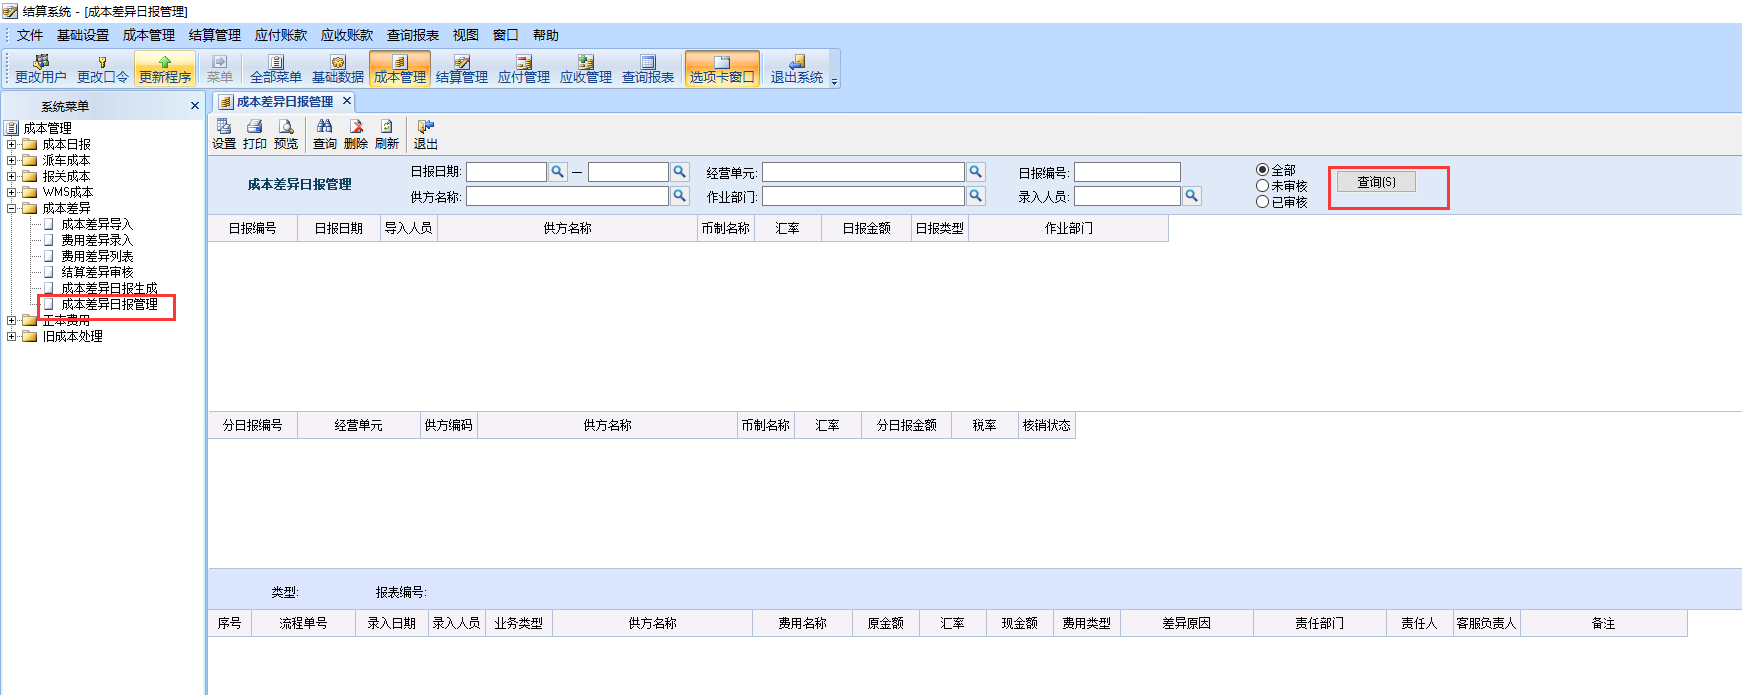 结算系统 - [成本差异日报管理]
文件 基础设置 成本管理 结算管理 应付账款 应收账款 查询报表 视图 窗口 帮助
更改用户 更改口令 更新程序 菜单 全部菜单 基础数据 成本管理 结算管理 应付管理 应收管理 查询报表 选项卡窗口 退出系统
系统菜单
成本管理
成本日报
派车成本
报关成本
WMS成本
成本差异
成本差异导入
费用差异录入
费用差异列表
结算差异审核
成本差异日报生成
成本差异日报管理
正本费用
旧成本处理
成本差异日报管理
设置 打印 预览 查询 删除 刷新 退出
成本差异日报管理
日报日期: — 经营单元: 日报编号:
供方名称: 作业部门: 录入人员:
全部
未审核
已审核
查询(S)
日报编号 日报日期 导入人员 供方名称 币制名称 汇率 日报金额 日报类型 作业部门
分日报编号 经营单元 供方编码 供方名称 币制名称 汇率 分日报金额 税率 核销状态
类型: 报表编号:
序号 流程单号 录入日期 录入人员 业务类型 供方名称 费用名称 原金额 汇率 现金额 费用类型 差异原因 责任部门 责任人 客服负责人 备注